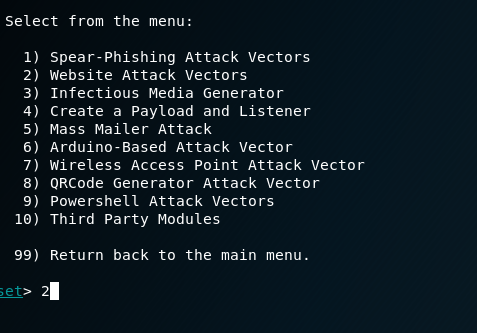 Select from the menu:
1) Spear-Phishing Attack Vectors
2) Website Attack Vectors
3) Infectious Media Generator
4) Create a Payload and Listener
5) Mass Mailer Attack
6) Arduino-Based Attack Vector
7) Wireless Access Point Attack Vector
8) QRCode Generator Attack Vector
9) Powershell Attack Vectors
10) Third Party Modules
99) Return back to the main menu.
set> 2